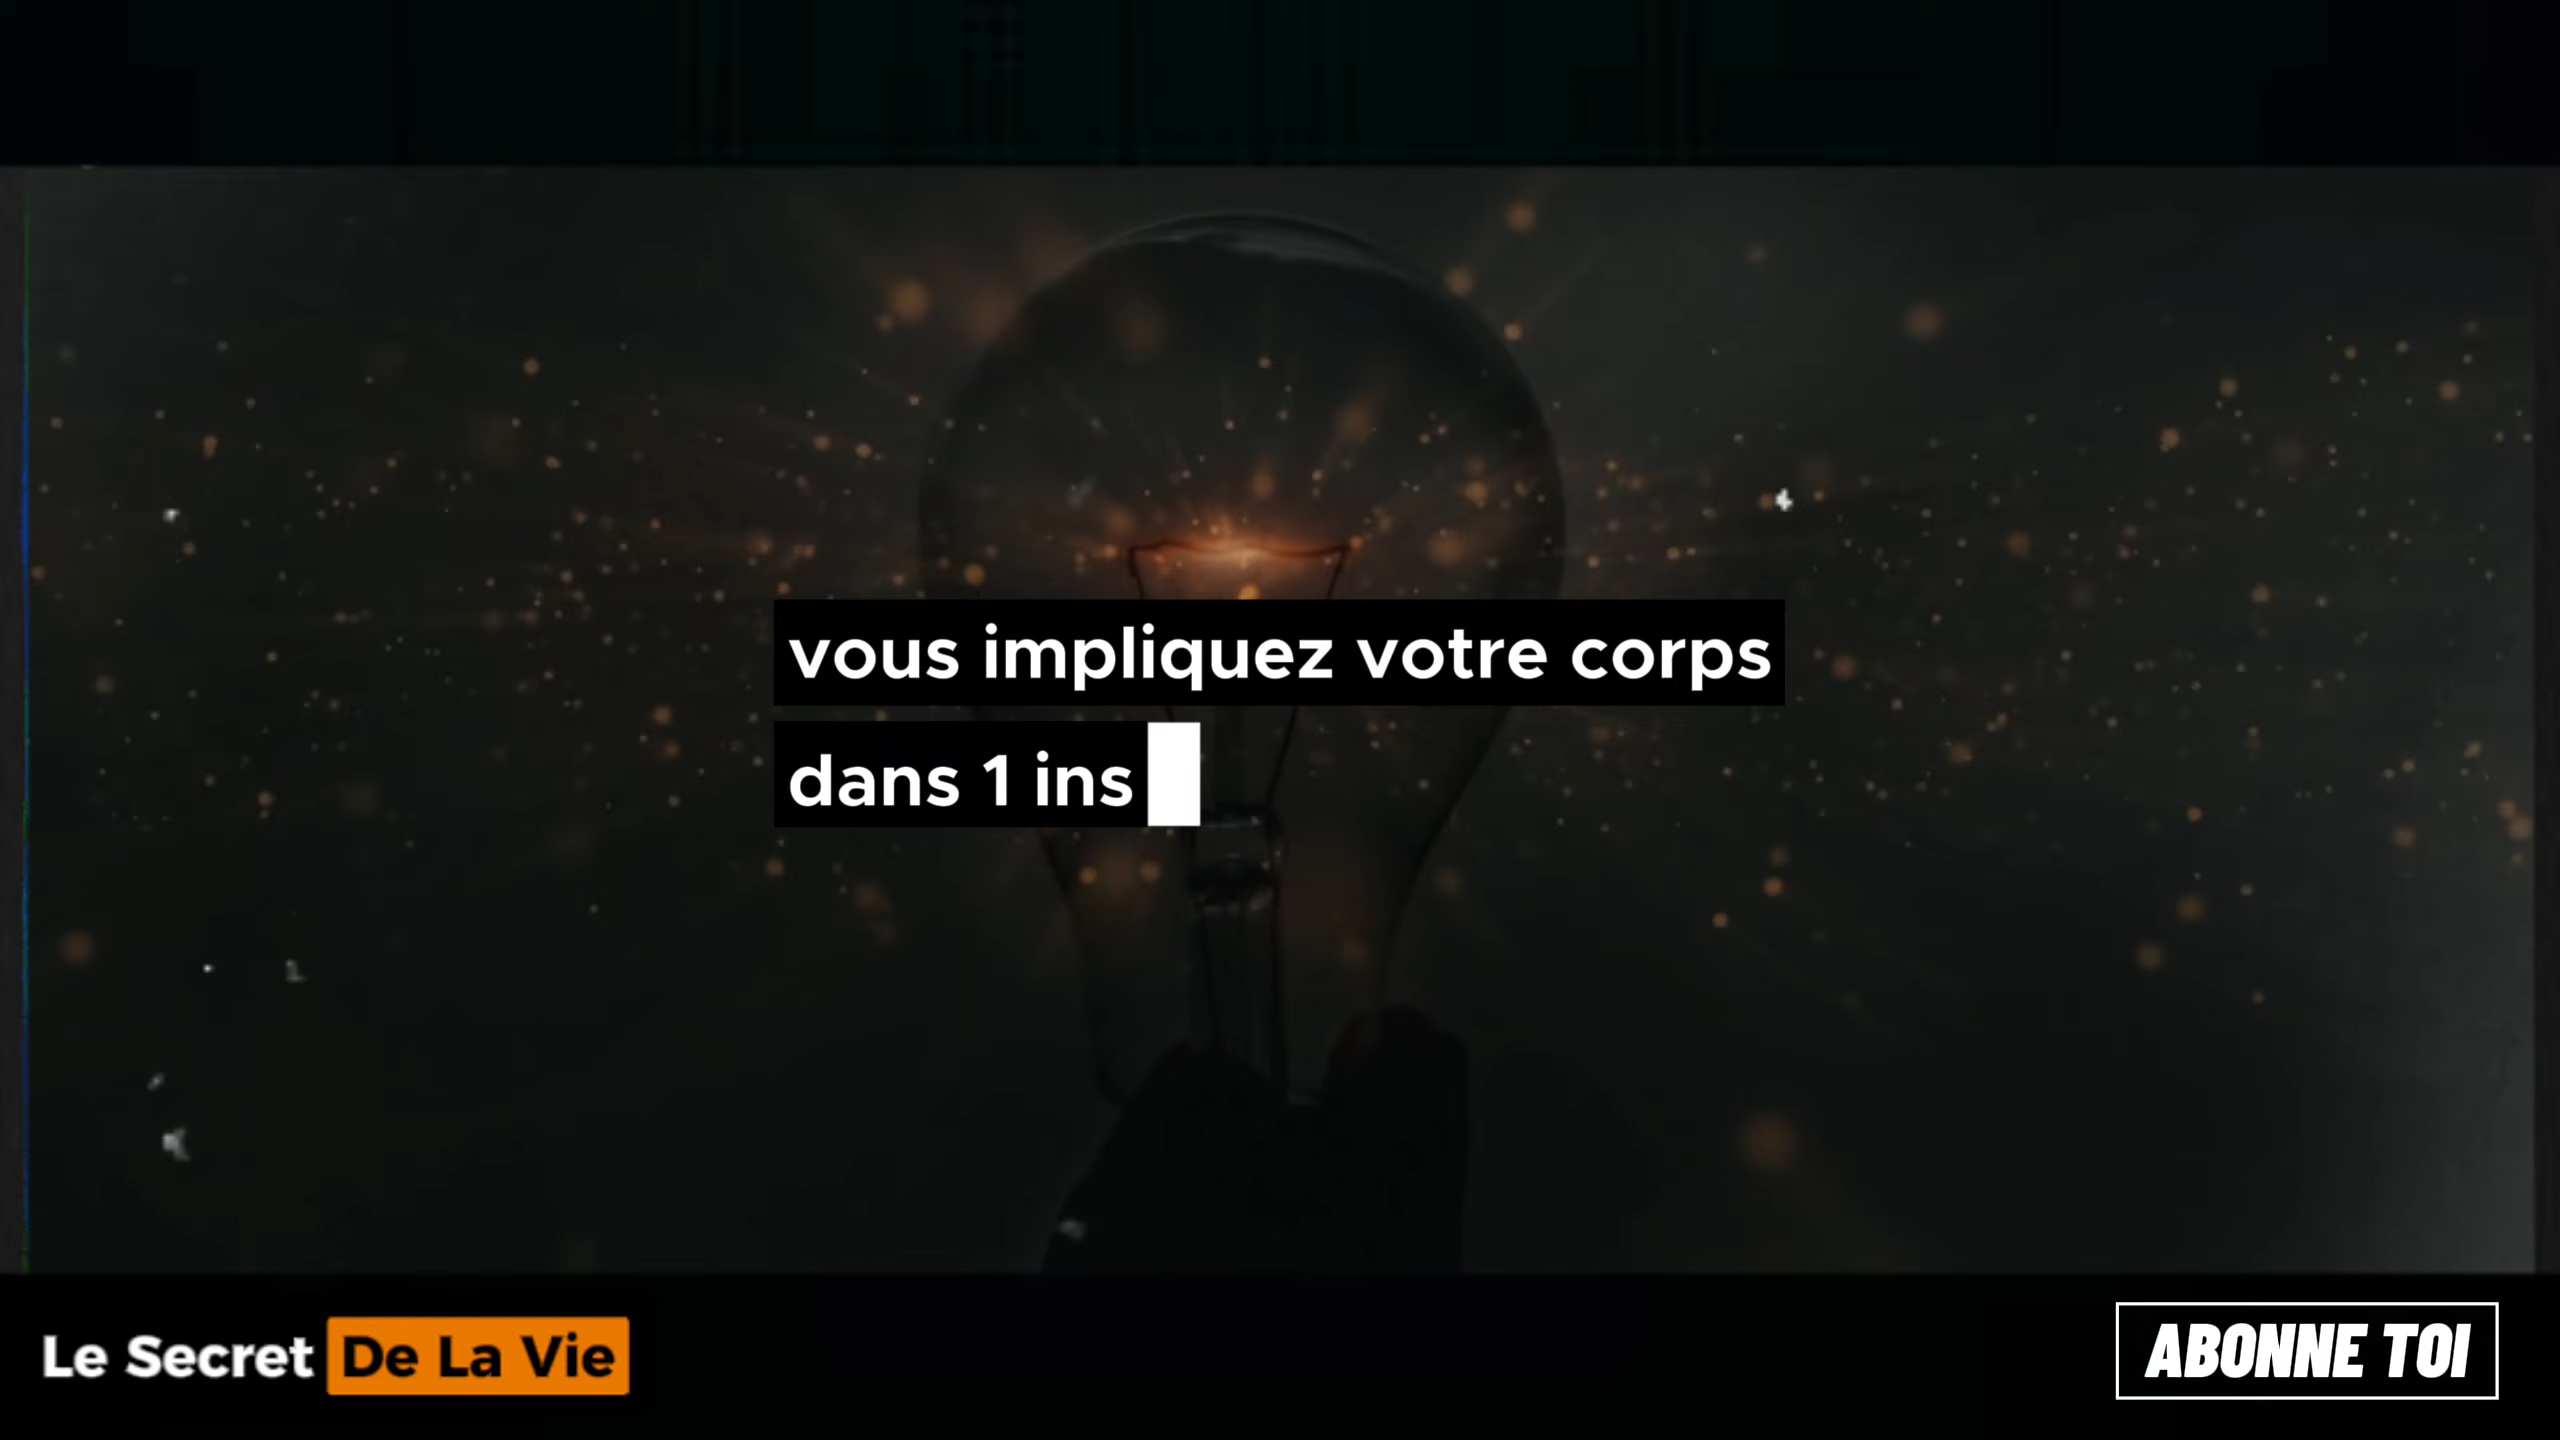 vous impliquez votre corps
dans 1 ins
Le Secret De La Vie
ABONNE TOI